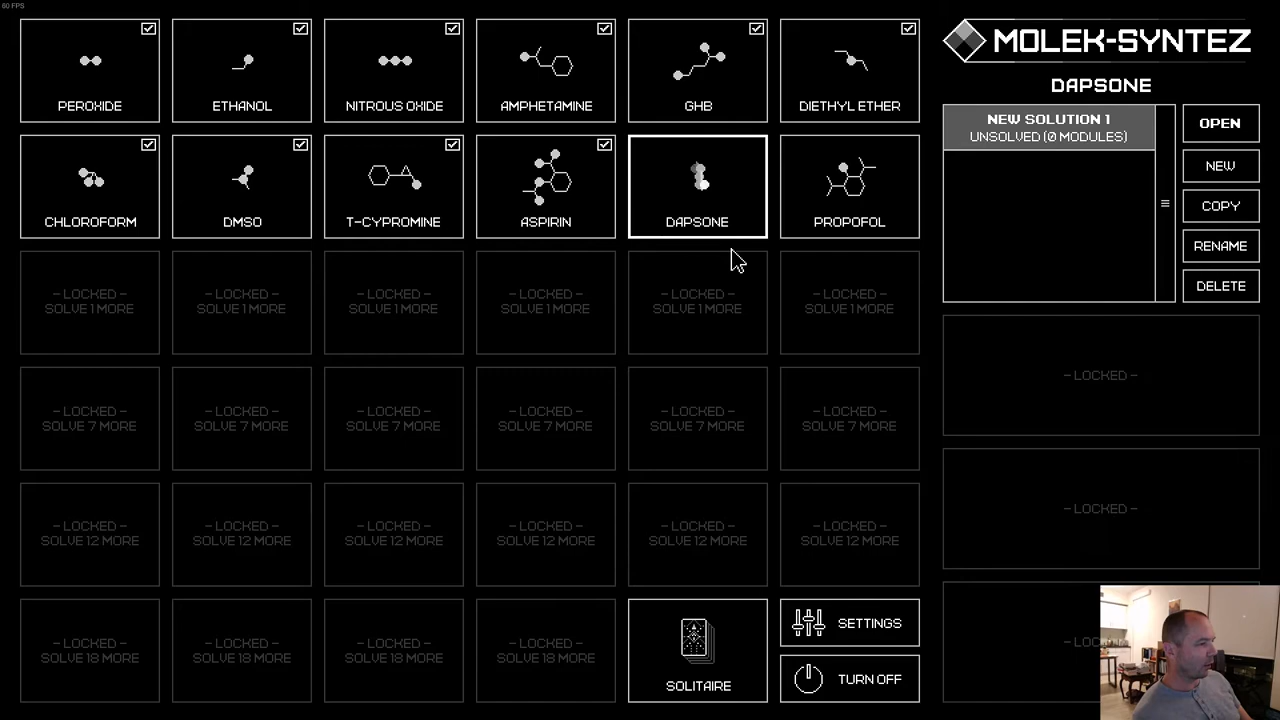 60 FPS
PEROXIDE
ETHANOL
NITROUS OXIDE
AMPHETAMINE
GHB
DIETHYL ETHER
CHLOROFORM
DMSO
T-CYPROMINE
ASPIRIN
DAPSONE
PROPOFOL
- LOCKED -
SOLVE 1 MORE
- LOCKED -
SOLVE 1 MORE
- LOCKED -
SOLVE 1 MORE
- LOCKED -
SOLVE 1 MORE
- LOCKED -
SOLVE 1 MORE
- LOCKED -
SOLVE 1 MORE
- LOCKED -
SOLVE 7 MORE
- LOCKED -
SOLVE 7 MORE
- LOCKED -
SOLVE 7 MORE
- LOCKED -
SOLVE 7 MORE
- LOCKED -
SOLVE 7 MORE
- LOCKED -
SOLVE 7 MORE
- LOCKED -
SOLVE 12 MORE
- LOCKED -
SOLVE 12 MORE
- LOCKED -
SOLVE 12 MORE
- LOCKED -
SOLVE 12 MORE
- LOCKED -
SOLVE 12 MORE
- LOCKED -
SOLVE 12 MORE
- LOCKED -
SOLVE 18 MORE
- LOCKED -
SOLVE 18 MORE
- LOCKED -
SOLVE 18 MORE
- LOCKED -
SOLVE 18 MORE
SOLITAIRE
SETTINGS
TURN OFF
MOLEK-SYNTEZ
DAPSONE
NEW SOLUTION 1
UNSOLVED (0 MODULES)
OPEN
NEW
COPY
RENAME
DELETE
- LOCKED -
- LOCKED -